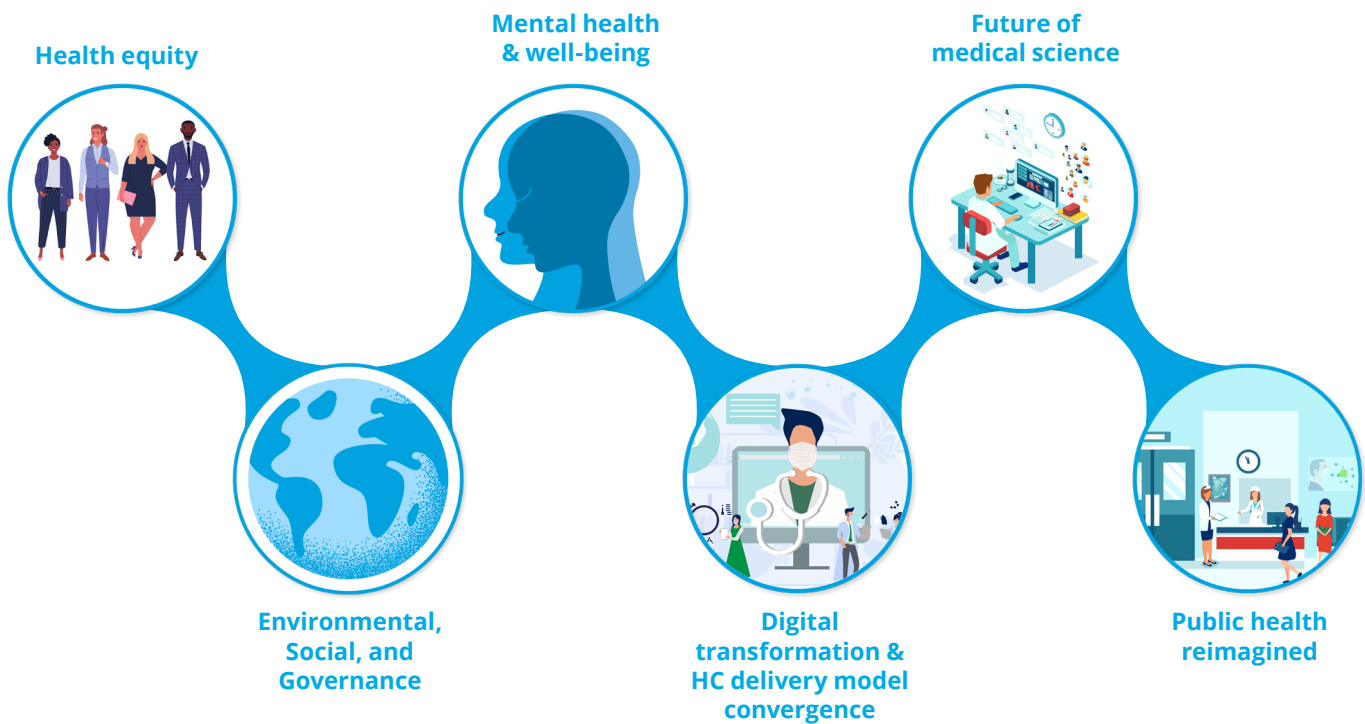 Health equity
Environmental,
Social, and
Governance
Mental health
& well-being
Digital
transformation &
HC delivery model
convergence
Future of
medical science
Public health
reimagined